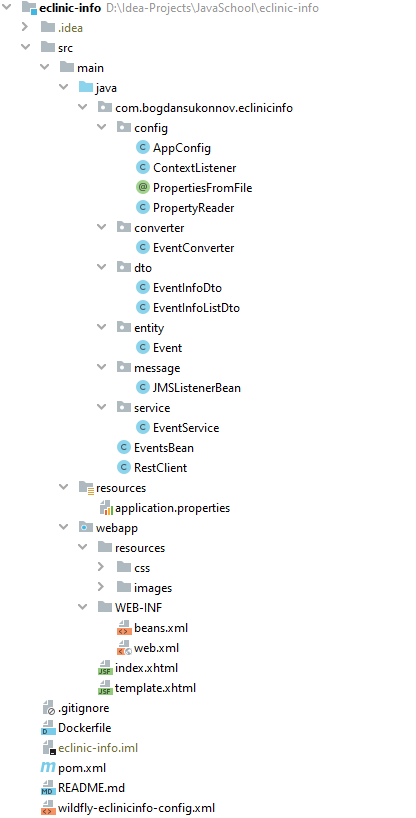 eclinic-info D:\Idea-Projects\JavaSchool\eclinic-info
.idea
src
main
java
com.bogdansukonnov.eclinicinfo
config
AppConfig
ContextListener
PropertiesFromFile
PropertyReader
converter
EventConverter
dto
EventInfoDto
EventInfoListDto
entity
Event
message
JMSListenerBean
service
EventService
EventsBean
RestClient
resources
application.properties
webapp
resources
css
images
WEB-INF
beans.xml
web.xml
index.xhtml
template.xhtml
.gitignore
Dockerfile
eclinic-info.iml
pom.xml
README.md
wildfly-eclinicinfo-config.xml